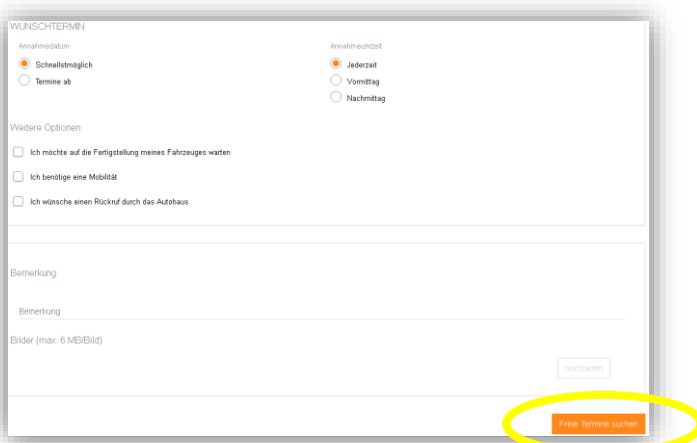 WUNSCHTERMIN
Annahmedatum
Annahmeuhrzeit
Schnellstmöglich
Jederzeit
Termine ab
Vormittag
Nachmittag
Weitere Optionen
Ich möchte auf die Fertigstellung meines Fahrzeuges warten
Ich benötige eine Mobilität
Ich wünsche einen Rückruf durch das Autohaus
Bemerkung
Bemerkung
Bilder (max. 6 MB/Bild)
hochladen
Freie Termine suchen